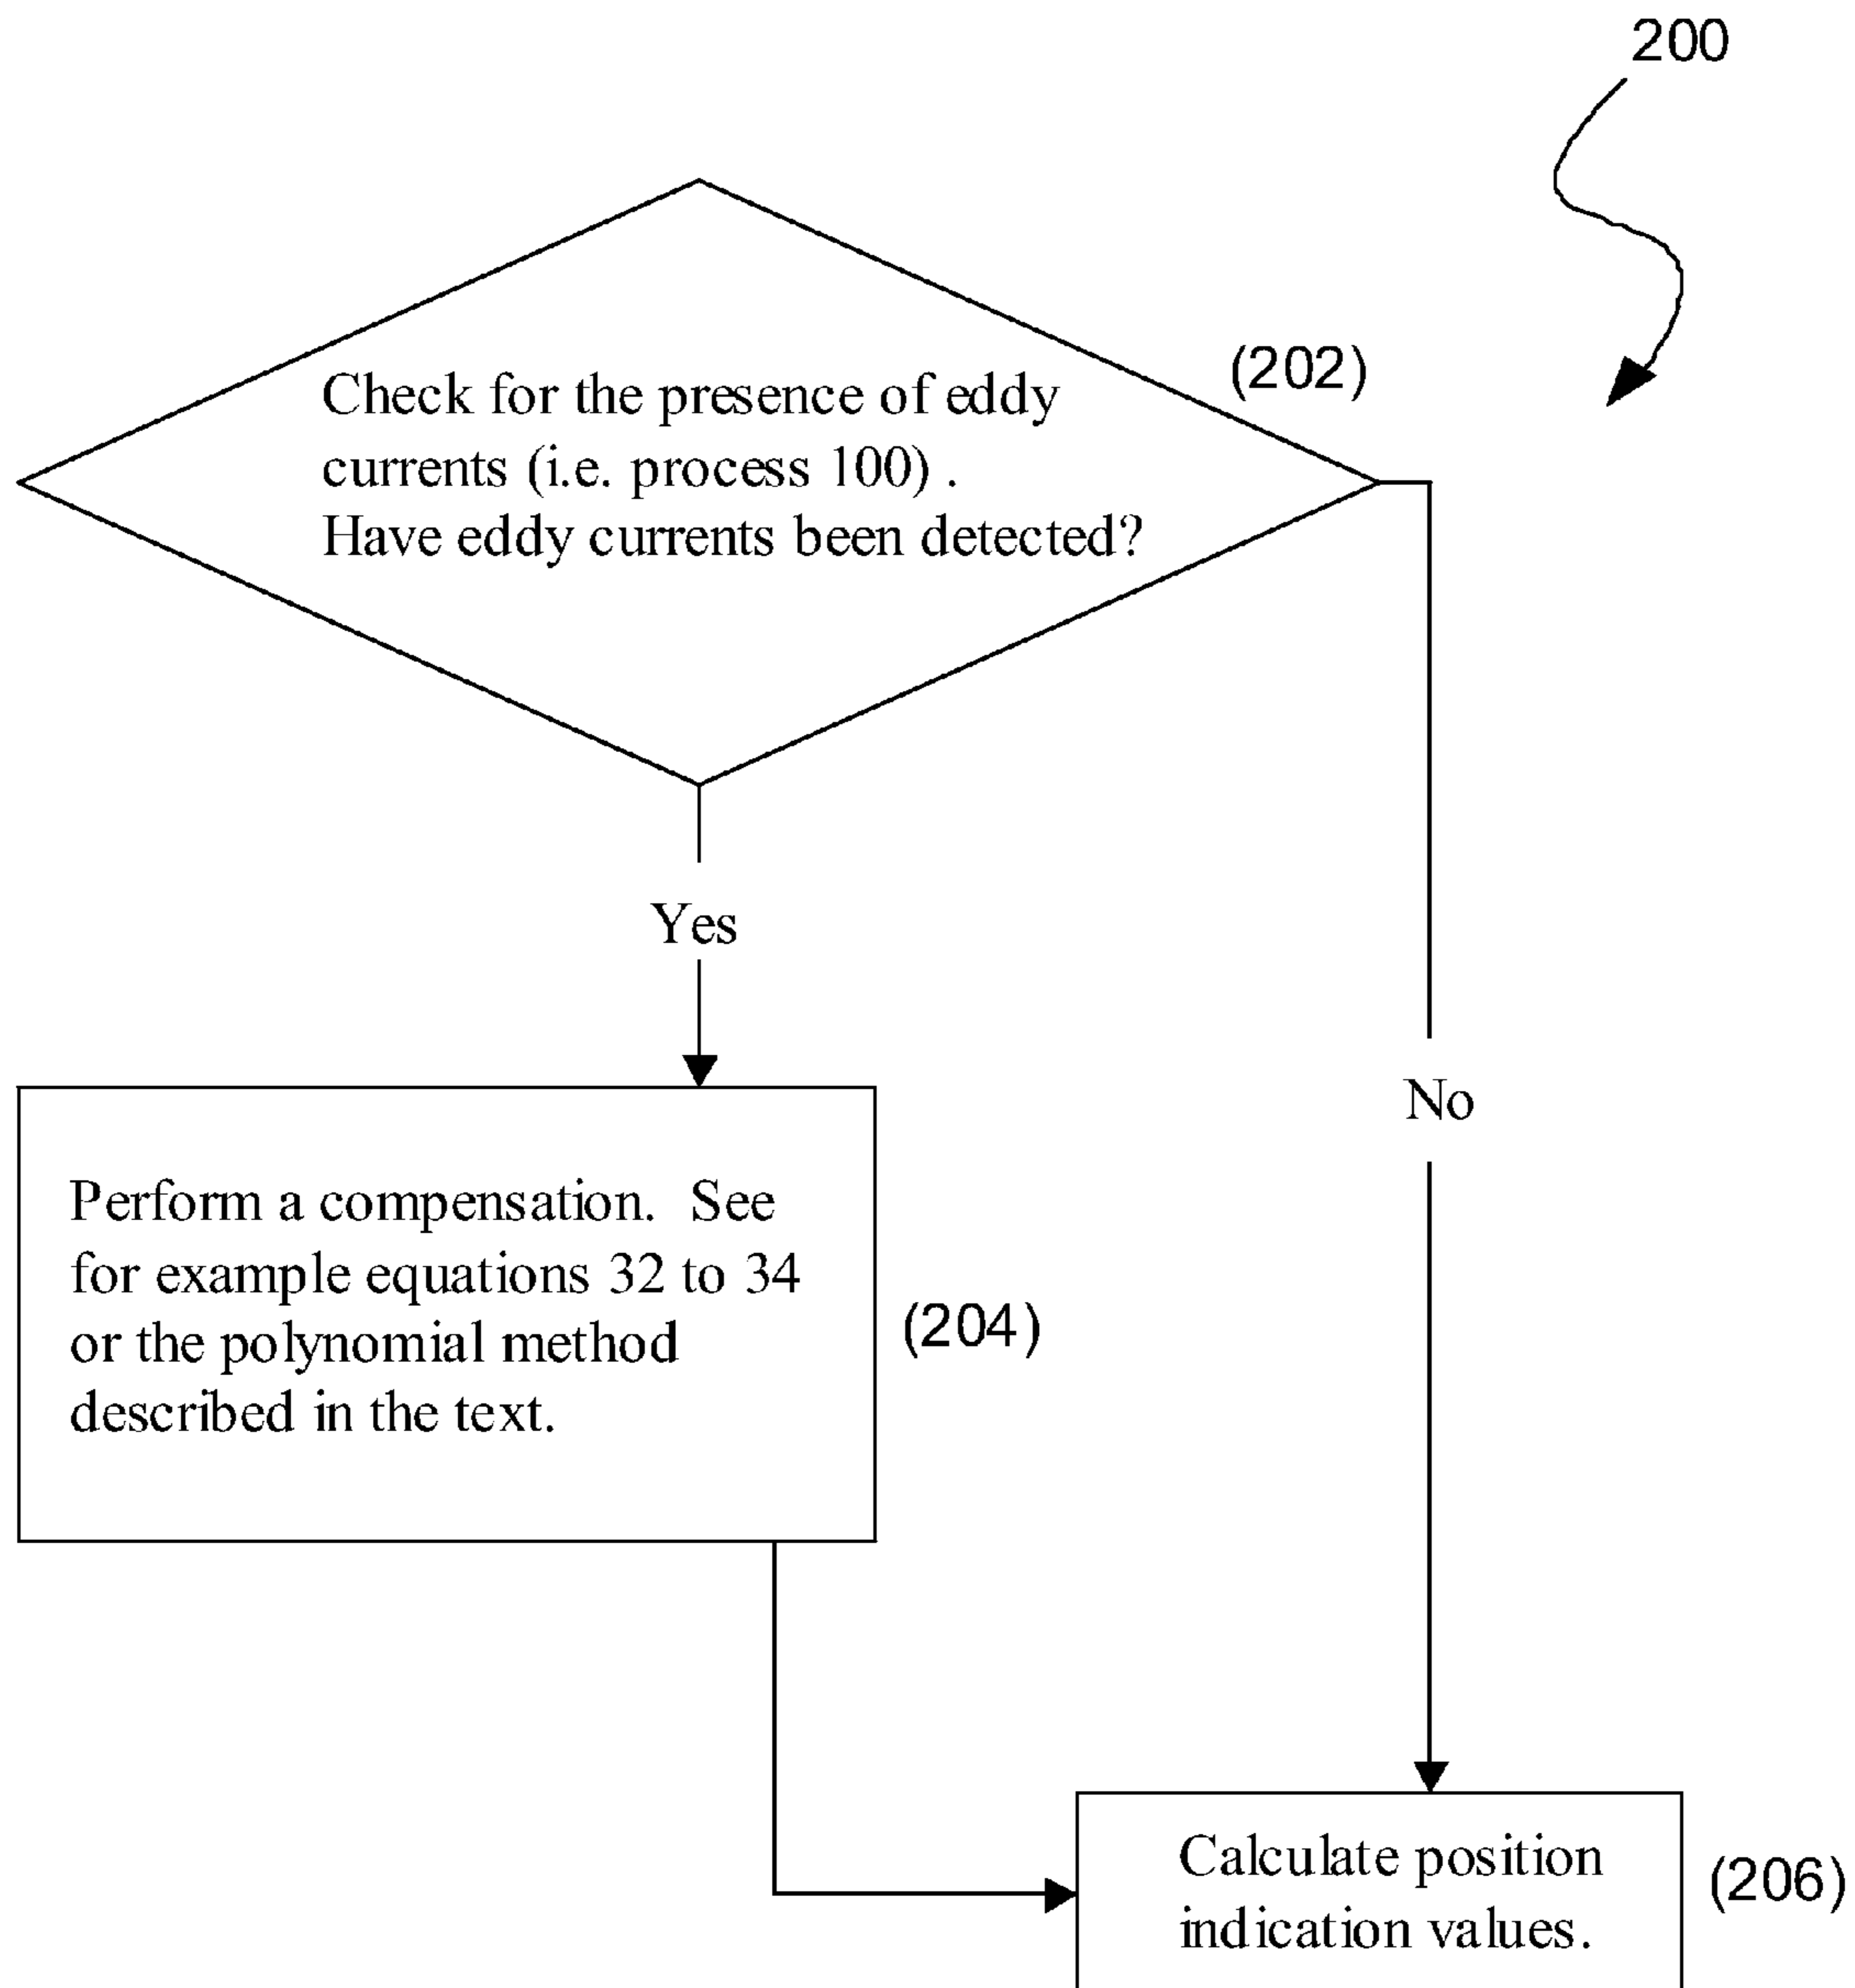 200
(202)
Check for the presence of eddy
currents (i.e. process 100) .
Have eddy currents been detected?
Yes
No
Perform a compensation.  See
for example equations 32 to 34
or the polynomial method
described in the text.
(204)
Calculate position
indication values.
(206)